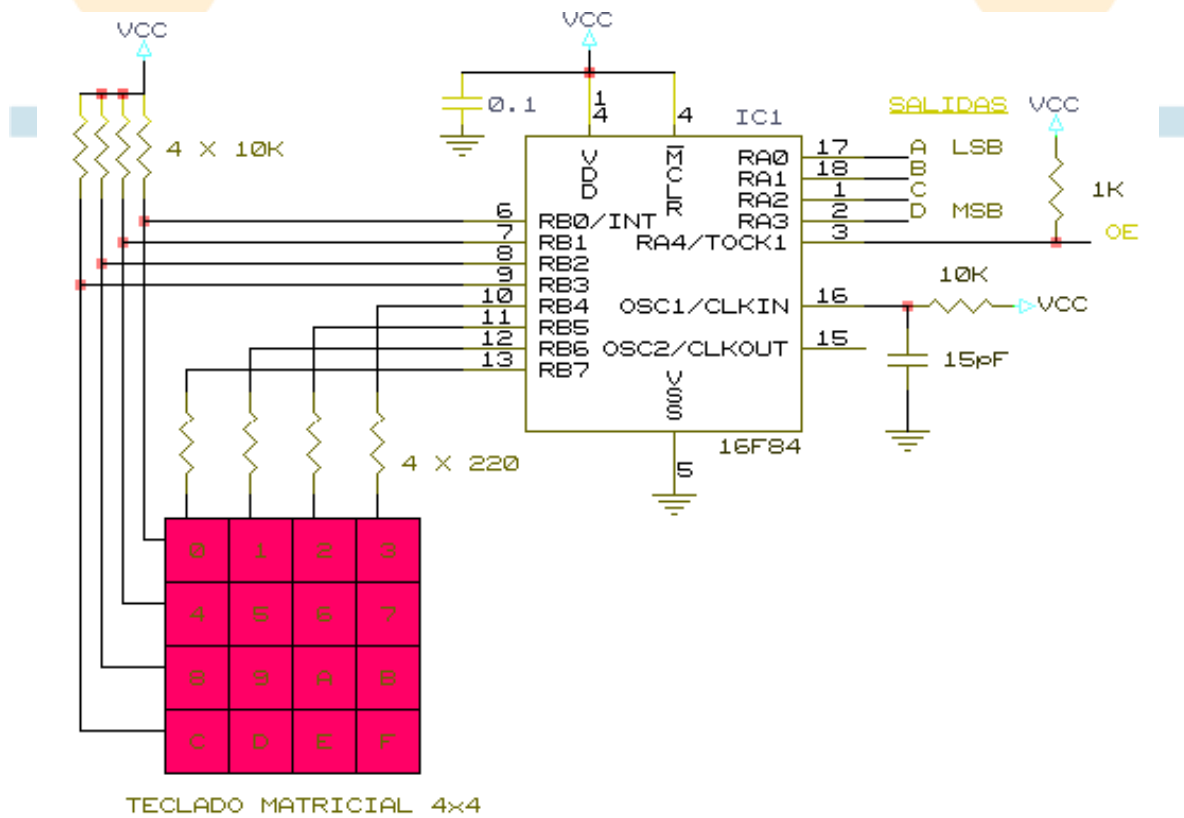 VCC
VCC
4 X 10K
0.1
1
4
4
IC1
SALIDAS
VCC
VDD
MCLR
RA0
17
A LSB
RA1
18
B
RA2
1
C
RA3
2
D MSB
1K
6
RB0/INT
7
RB1
RA4/TOCK1
3
OE
8
RB2
9
RB3
10
RB4
OSC1/CLKIN
16
10K
VCC
11
RB5
12
RB6
OSC2/CLKOUT
15
15pF
13
RB7
VSS
16F84
5
4 X 220
0 1 2 3
4 5 6 7
8 9 A B
C D E F
TECLADO MATRICIAL 4x4